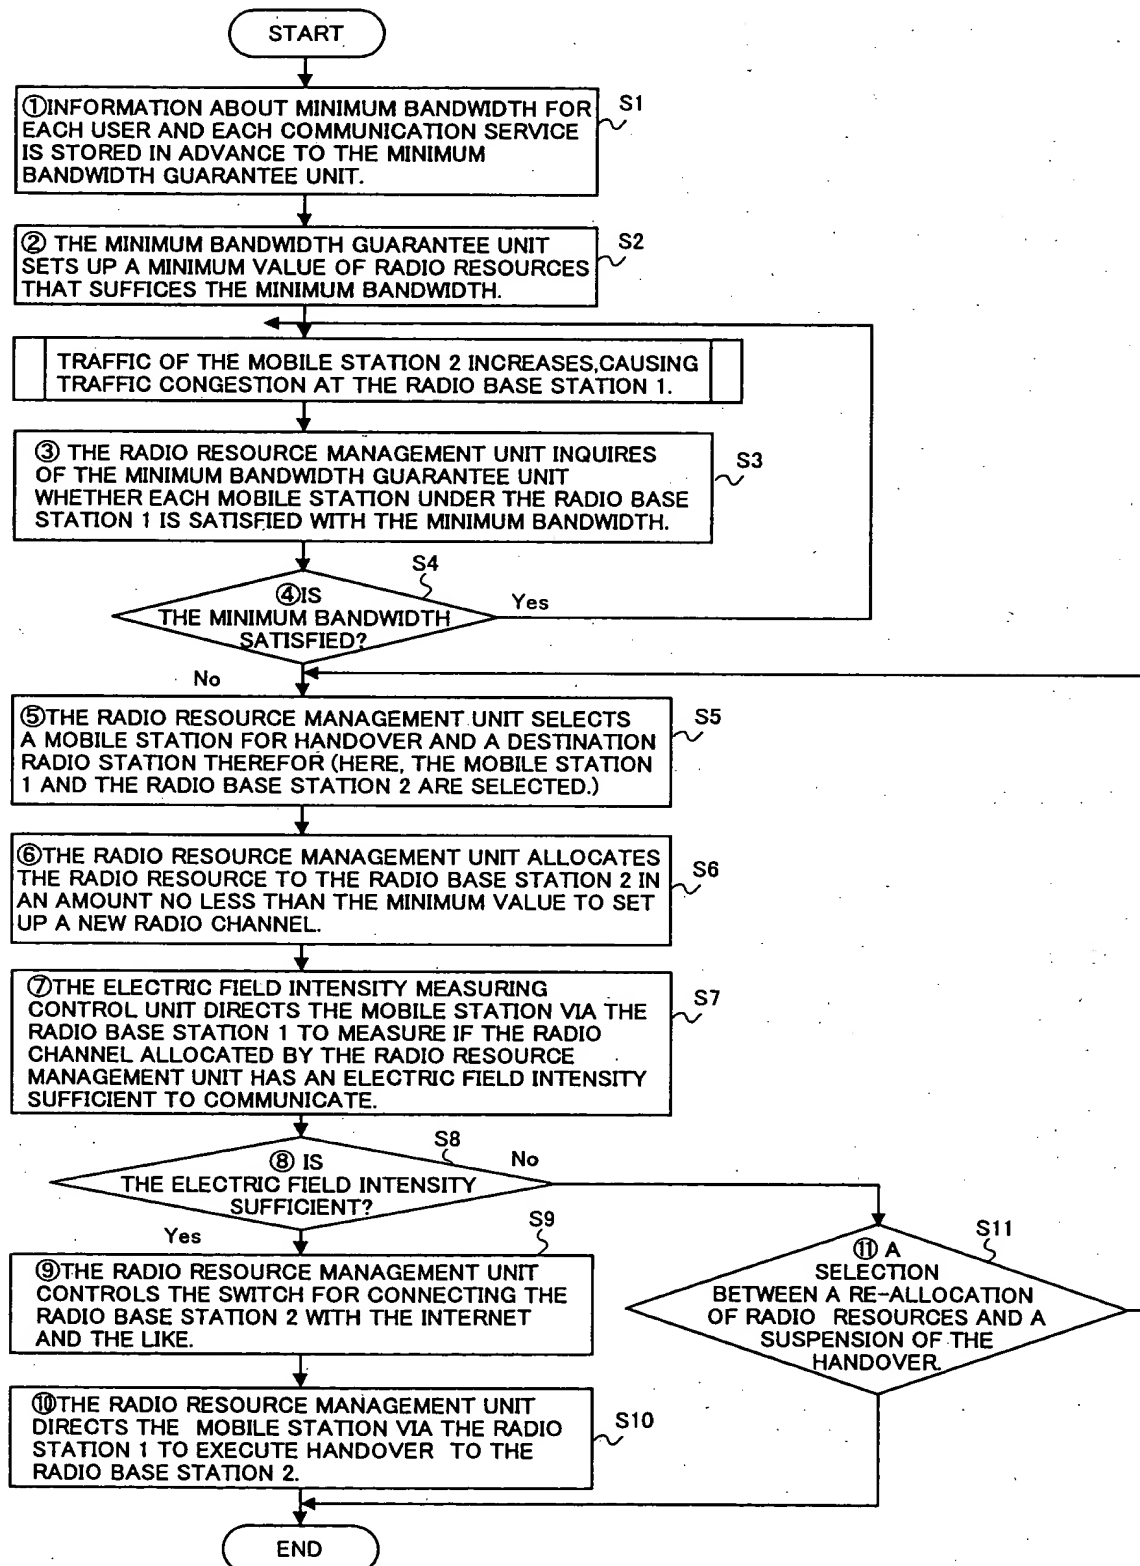 START
①INFORMATION ABOUT MINIMUM BANDWIDTH FOR
EACH USER AND EACH COMMUNICATION SERVICE
IS STORED IN ADVANCE TO THE MINIMUM
BANDWIDTH GUARANTEE UNIT.
S1
② THE MINIMUM BANDWIDTH GUARANTEE UNIT
SETS UP A MINIMUM VALUE OF RADIO RESOURCES
THAT SUFFICES THE MINIMUM BANDWIDTH.
S2
TRAFFIC OF THE MOBILE STATION 2 INCREASES,CAUSING
TRAFFIC CONGESTION AT THE RADIO BASE STATION 1.
③ THE RADIO RESOURCE MANAGEMENT UNIT INQUIRES
OF THE MINIMUM BANDWIDTH GUARANTEE UNIT
WHETHER EACH MOBILE STATION UNDER THE RADIO BASE
STATION 1 IS SATISFIED WITH THE MINIMUM BANDWIDTH.
S3
S4
④IS
THE MINIMUM BANDWIDTH
SATISFIED?
Yes
No
⑤THE RADIO RESOURCE MANAGEMENT UNIT SELECTS
A MOBILE STATION FOR HANDOVER AND A DESTINATION
RADIO STATION THEREFOR (HERE, THE MOBILE STATION
1 AND THE RADIO BASE STATION 2 ARE SELECTED.)
S5
⑥THE RADIO RESOURCE MANAGEMENT UNIT ALLOCATES
THE RADIO RESOURCE TO THE RADIO BASE STATION 2 IN
AN AMOUNT NO LESS THAN THE MINIMUM VALUE TO SET
UP A NEW RADIO CHANNEL.
S6
⑦THE ELECTRIC FIELD INTENSITY MEASURING
CONTROL UNIT DIRECTS THE MOBILE STATION VIA THE
RADIO BASE STATION 1 TO MEASURE IF THE RADIO
CHANNEL ALLOCATED BY THE RADIO RESOURCE
MANAGEMENT UNIT HAS AN ELECTRIC FIELD INTENSITY
SUFFICIENT TO COMMUNICATE.
S7
S8
⑧ IS
THE ELECTRIC FIELD INTENSITY
SUFFICIENT?
No
Yes
S9
⑨THE RADIO RESOURCE MANAGEMENT UNIT
CONTROLS THE SWITCH FOR CONNECTING THE
RADIO BASE STATION 2 WITH THE INTERNET
AND THE LIKE.
S11
⑪ A
SELECTION
BETWEEN A RE-ALLOCATION
OF RADIO RESOURCES AND A
SUSPENSION OF THE
HANDOVER.
⑩THE RADIO RESOURCE MANAGEMENT UNIT
DIRECTS THE MOBILE STATION VIA THE RADIO
STATION 1 TO EXECUTE HANDOVER TO THE
RADIO BASE STATION 2.
S10
END